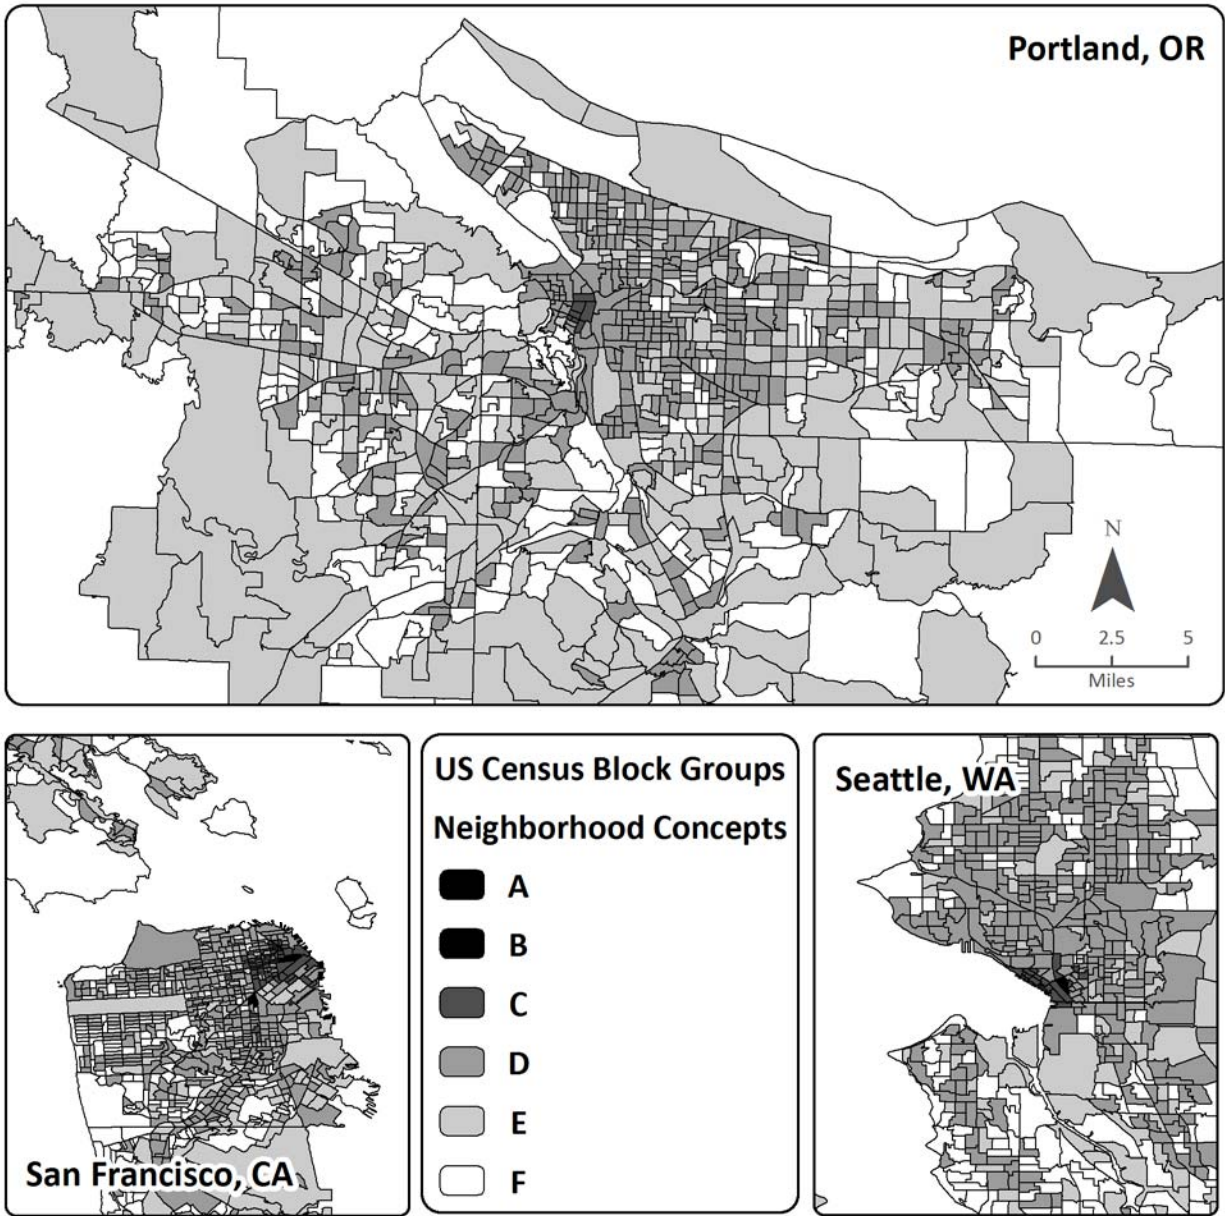 Portland, OR
N
0 2.5 5
Miles
San Francisco, CA
US Census Block Groups
Neighborhood Concepts
A
B
C
D
E
F
Seattle, WA